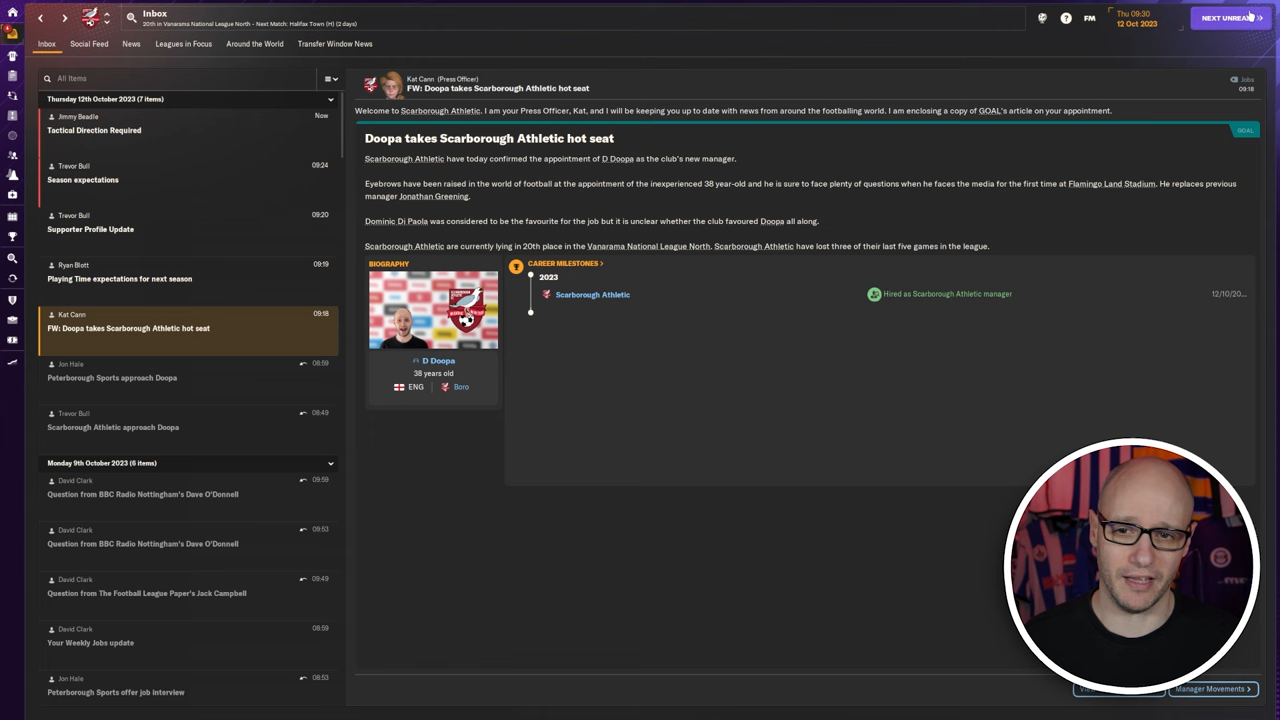 Inbox
20th in Vanarama National League North - Next Match: Halifax Town (H) (2 days)
FM
Thu 09:30
12 Oct 2023
NEXT UNREAD
Inbox
Social Feed
News
Leagues in Focus
Around the World
Transfer Window News
All Items
Thursday 12th October 2023 (7 items)
Jimmy Beadle
Now
Tactical Direction Required
Trevor Bull
09:24
Season expectations
Trevor Bull
09:20
Supporter Profile Update
Ryan Blott
09:19
Playing Time expectations for next season
Kat Cann
09:18
FW: Doopa takes Scarborough Athletic hot seat
Jon Hale
08:59
Peterborough Sports approach Doopa
Trevor Bull
08:49
Scarborough Athletic approach Doopa
Monday 9th October 2023 (6 items)
David Clark
09:59
Question from BBC Radio Nottingham's Dave O'Donnell
David Clark
09:53
Question from BBC Radio Nottingham's Dave O'Donnell
David Clark
09:49
Question from The Football League Paper's Jack Campbell
David Clark
08:59
Your Weekly Jobs update
Jon Hale
08:53
Peterborough Sports offer job interview
Kat Cann (Press Officer)
FW: Doopa takes Scarborough Athletic hot seat
Jobs
09:18
Welcome to Scarborough Athletic. I am your Press Officer, Kat, and I will be keeping you up to date with news from around the footballing world. I am enclosing a copy of GOAL's article on your appointment.
Doopa takes Scarborough Athletic hot seat
GOAL
Scarborough Athletic have today confirmed the appointment of D Doopa as the club's new manager.
Eyebrows have been raised in the world of football at the appointment of the inexperienced 38 year-old and he is sure to face plenty of questions when he faces the media for the first time at Flamingo Land Stadium. He replaces previous
manager Jonathan Greening.
Dominic Di Paola was considered to be the favourite for the job but it is unclear whether the club favoured Doopa all along.
Scarborough Athletic are currently lying in 20th place in the Vanarama National League North. Scarborough Athletic have lost three of their last five games in the league.
BIOGRAPHY
D Doopa
38 years old
ENG
Boro
CAREER MILESTONES >
2023
Scarborough Athletic
Hired as Scarborough Athletic manager
12/10/20...
Manager Movements >